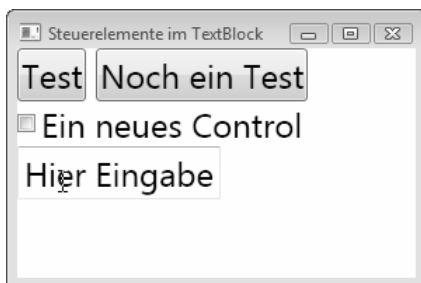 Steuerelemente im TextBlock
Test Noch ein Test
Ein neues Control
Hier Eingabe